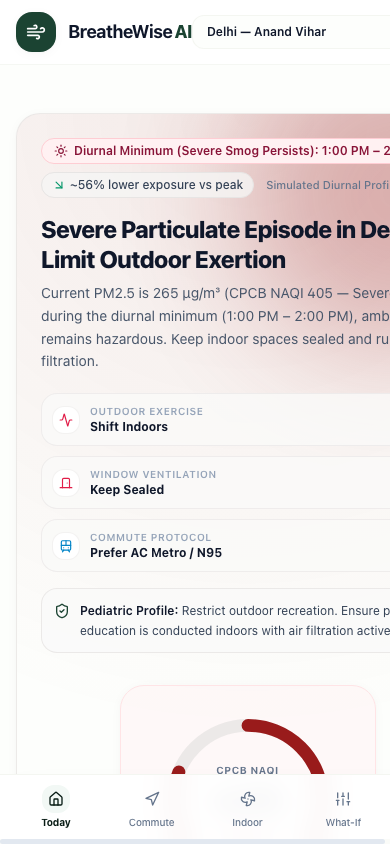 BreatheWise AI
Delhi — Anand Vihar
Diurnal Minimum (Severe Smog Persists): 1:00 PM – 2
~56% lower exposure vs peak
Simulated Diurnal Profi
Severe Particulate Episode in De
Limit Outdoor Exertion
Current PM2.5 is 265 µg/m³ (CPCB NAQI 405 — Sever
during the diurnal minimum (1:00 PM – 2:00 PM), amb
remains hazardous. Keep indoor spaces sealed and ru
filtration.
OUTDOOR EXERCISE
Shift Indoors
WINDOW VENTILATION
Keep Sealed
COMMUTE PROTOCOL
Prefer AC Metro / N95
Pediatric Profile: Restrict outdoor recreation. Ensure p
education is conducted indoors with air filtration active
CPCB NAQI
Today
Commute
Indoor
What-If